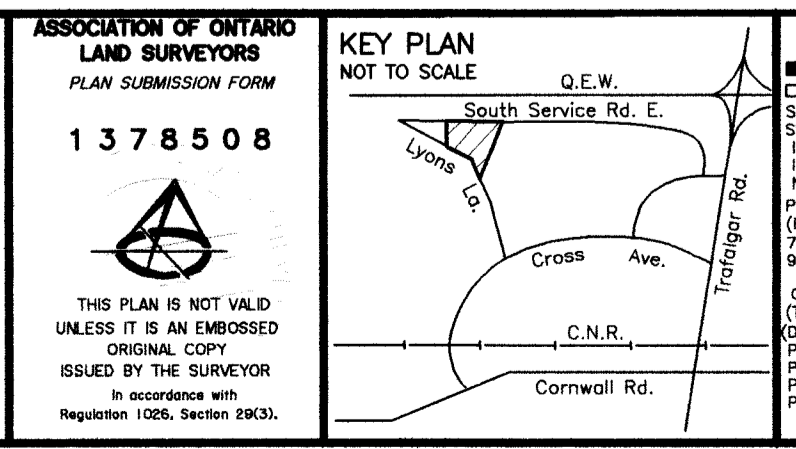 ASSOCIATION OF ONTARIO
LAND SURVEYORS
PLAN SUBMISSION FORM
1378508
THIS PLAN IS NOT VALID
UNLESS IT IS AN EMBOSSED
ORIGINAL COPY
ISSUED BY THE SURVEYOR
In accordance with
Regulation 1026, Section 29(3).
KEY PLAN
NOT TO SCALE
Q.E.W.
South Service Rd. E.
Lyons La.
Trafalgar Rd.
Cross Ave.
C.N.R.
Cornwall Rd.